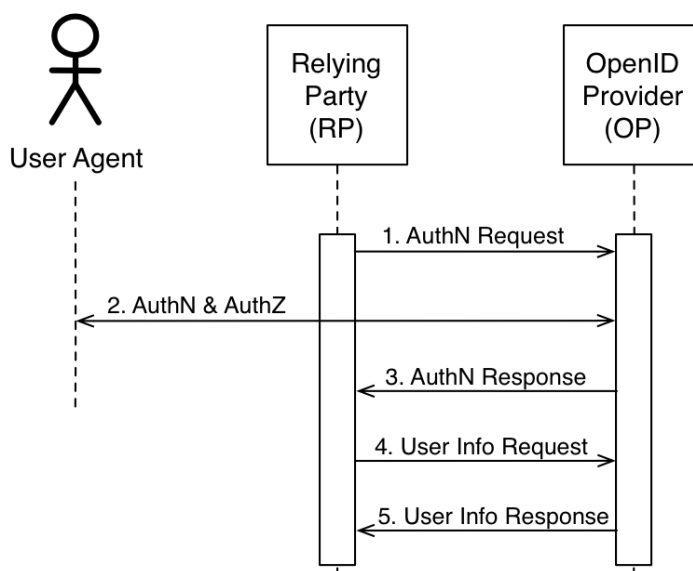 Relying
Party
(RP)
OpenID
Provider
(OP)
User Agent
1. AuthN Request
2. AuthN & AuthZ
3. AuthN Response
4. User Info Request
5. User Info Response